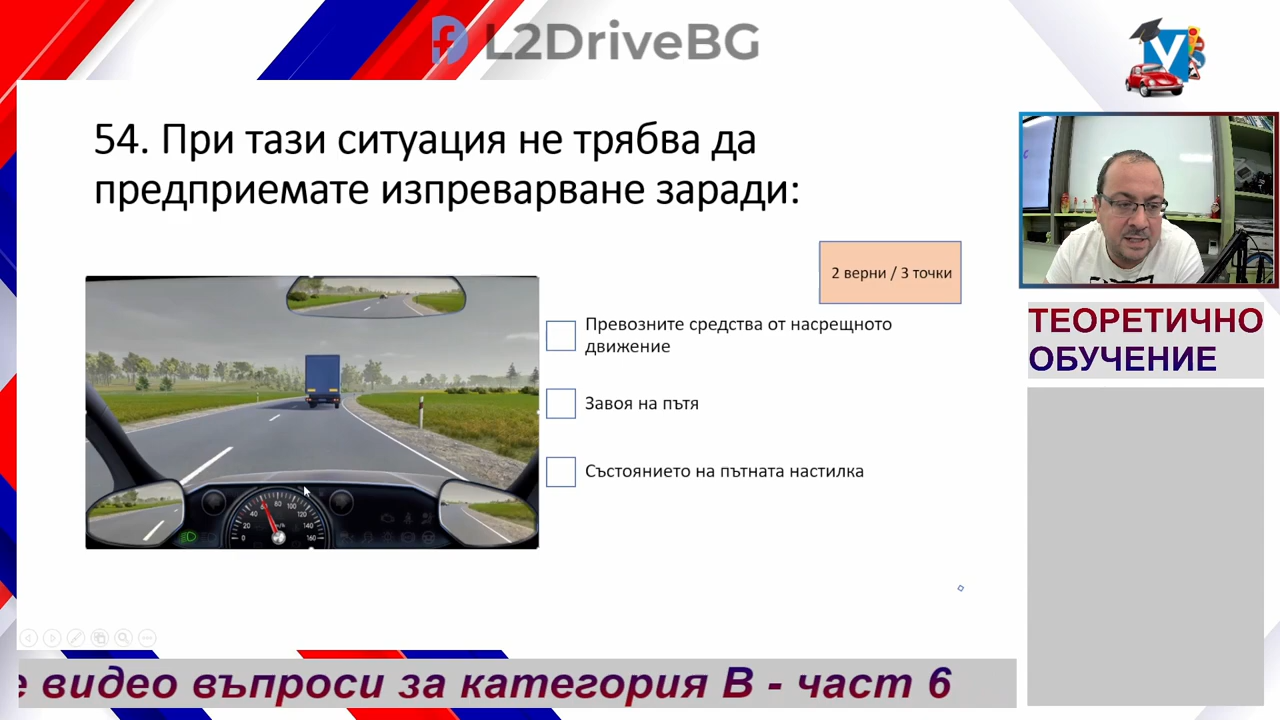 L2DriveBG
54. При тази ситуация не трябва да
предприемате изпреварване заради:
2 верни / 3 точки
Превозните средства от насрещното
движение
Завоя на пътя
Състоянието на пътната настилка
ТЕОРЕТИЧНО
ОБУЧЕНИЕ
е видео въпроси за категория B - част 6